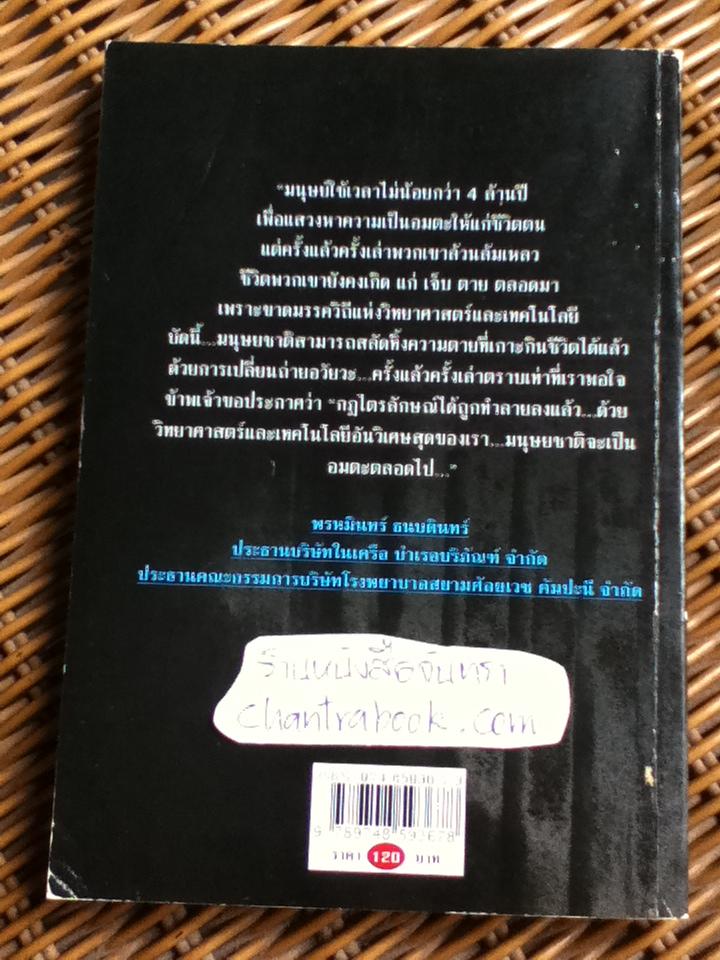 "มนุษย์ใช้เวลาไม่น้อยกว่า 4 ล้านปี
เพื่อแสวงหาความเป็นอมตะให้แก่ชีวิตตน
แต่ครั้งแล้วครั้งเล่าพวกเขาล้วนล้มเหลว
ชีวิตพวกเขายังคงเกิด แก่ เจ็บ ตาย ตลอดมา
เพราะขาดมรรควิถีแห่งวิทยาศาสตร์และเทคโนโลยี
บัดนี้...มนุษยชาติสามารถสลัดทิ้งความตายที่เกาะกินชีวิตได้แล้ว
ด้วยการเปลี่ยนถ่ายอวัยวะ...ครั้งแล้วครั้งเล่าตราบเท่าที่เราพอใจ
ข้าพเจ้าขอประกาศว่า "กฎไตรลักษณ์ได้ถูกทำลายลงแล้ว...ด้วย
วิทยาศาสตร์และเทคโนโลยีอันวิเศษสุดของเรา...มนุษยชาติจะเป็น
อมตะตลอดไป..."
พรหมินทร์ ธนบดินทร์
ประธานบริษัทในเครือ บำเรอบริภัณฑ์ จำกัด
ประธานคณะกรรมการบริษัทโรงพยาบาลสยามศัลยเวช คัมปะนี จำกัด
ร้านหนังสือจันทรา
chantrabook.com
ราคา 120 บาท